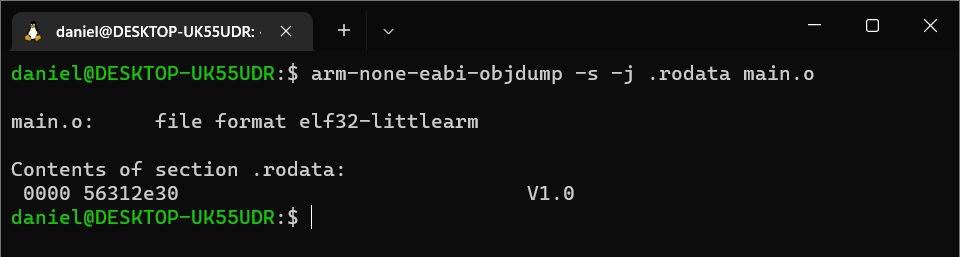 daniel@DESKTOP-UK55UDR: ·
daniel@DESKTOP-UK55UDR:$ arm-none-eabi-objdump -s -j .rodata main.o
main.o:     file format elf32-littlearm
Contents of section .rodata:
 0000 56312e30                             V1.0
daniel@DESKTOP-UK55UDR:$